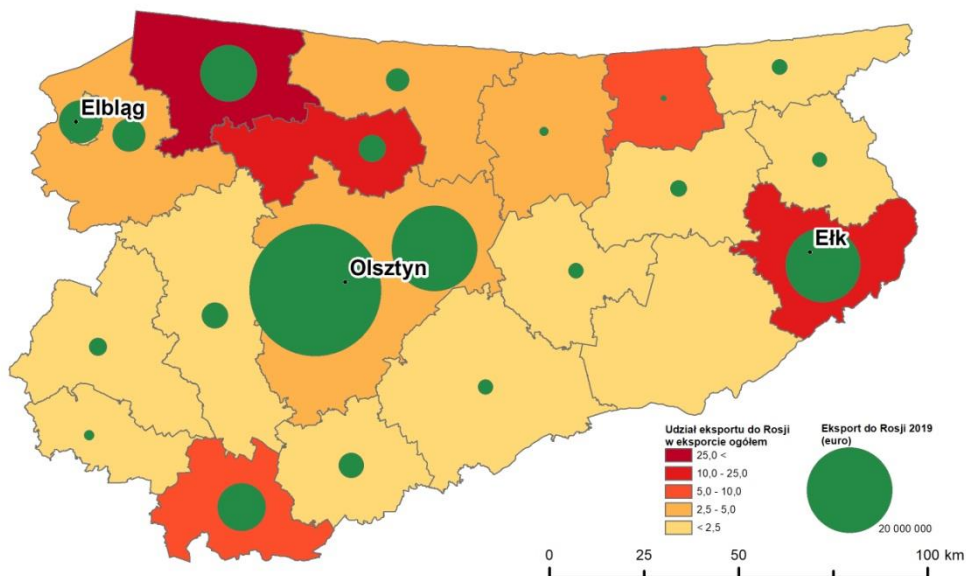 Elbląg
Olsztyn
Ełk
Udział eksportu do Rosji
w eksporcie ogółem
25,0 <
10,0 - 25,0
5,0 - 10,0
2,5 - 5,0
< 2,5
Eksport do Rosji 2019
(euro)
20 000 000
0 25 50 100 km